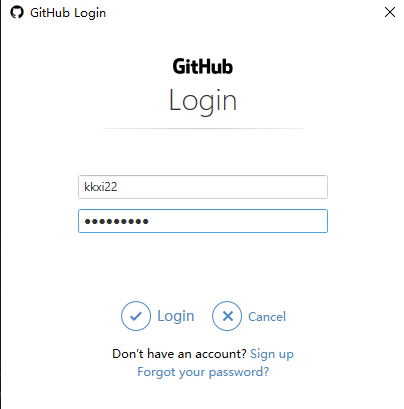 GitHub Login
GitHub
Login
kkxi22
●●●●●●●●●
Login Cancel
Don't have an account? Sign up
Forgot your password?